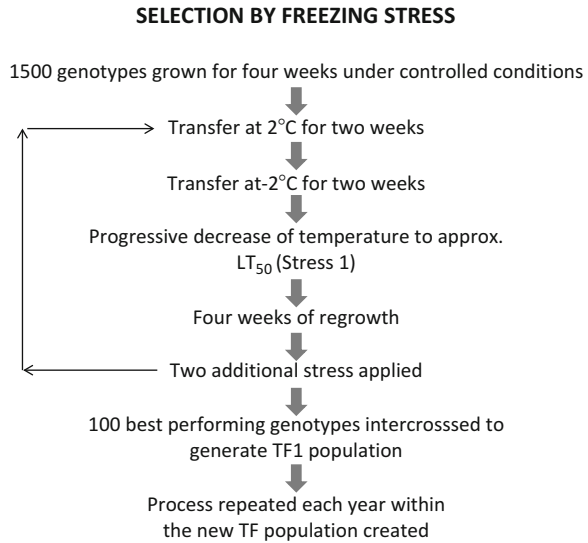 SELECTION BY FREEZING STRESS
1500 genotypes grown for four weeks under controlled conditions
Transfer at 2°C for two weeks
Transfer at-2°C for two weeks
Progressive decrease of temperature to approx.
LT50 (Stress 1)
Four weeks of regrowth
Two additional stress applied
100 best performing genotypes intercrosssed to
generate TF1 population
Process repeated each year within
the new TF population created